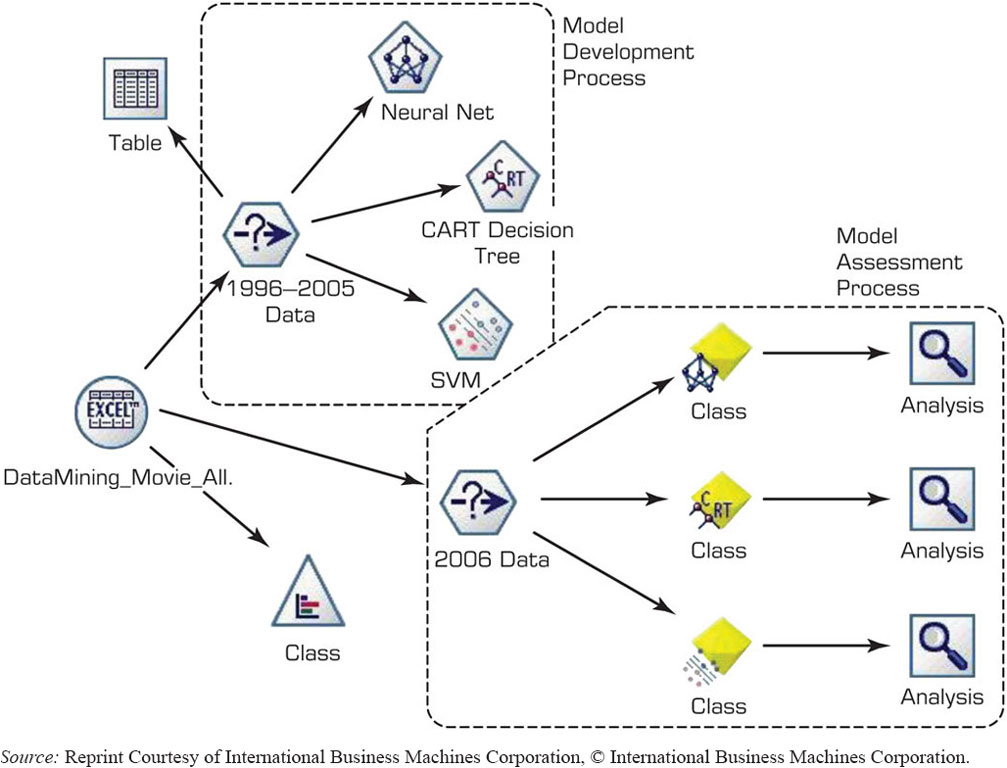 Model
Development
Process
Table
Neural Net
C
RT
CART Decision
Tree
1996–2005
Data
SVM
Model
Assessment
Process
EXCEL™
DataMining_Movie_All.
Class
Analysis
2006 Data
C
RT
Class
Analysis
Class
Class
Analysis
Source: Reprint Courtesy of International Business Machines Corporation, © International Business Machines Corporation.